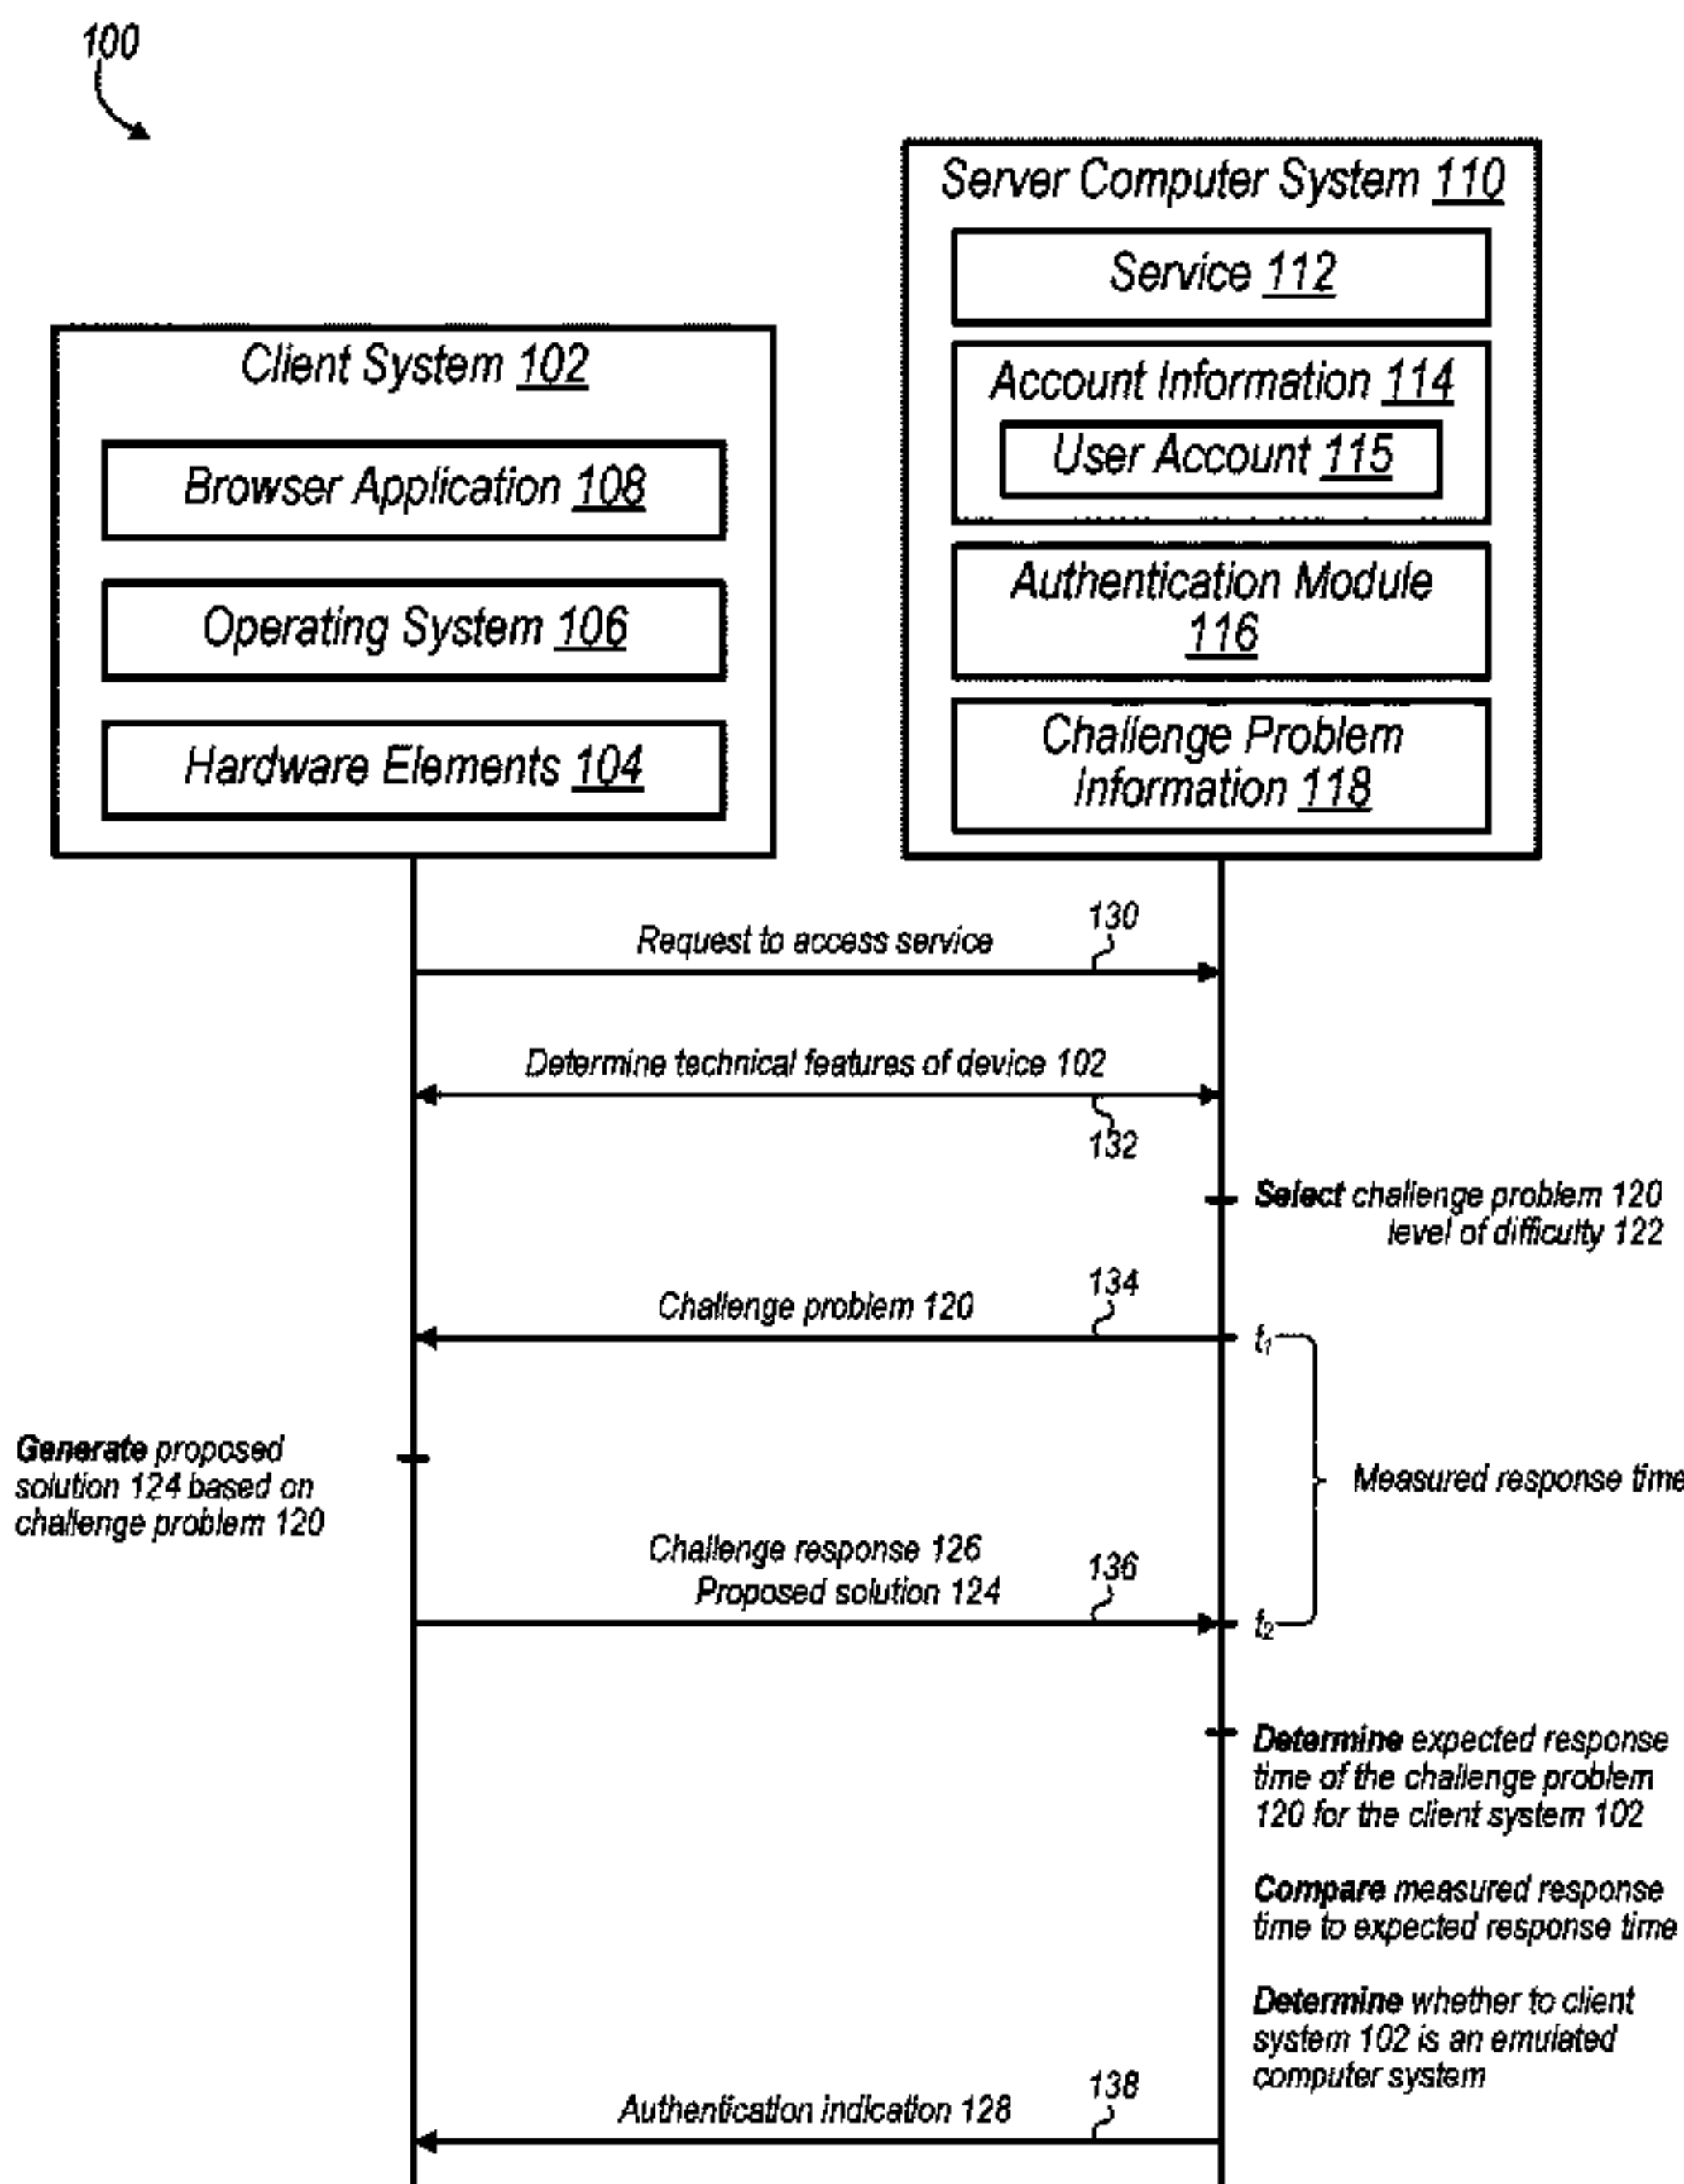 100
Server Computer System 110
Service 112
Account Information 114
User Account 115
Authentication Module
116
Challenge Problem
Information 118
Client System 102
Browser Application 108
Operating System 106
Hardware Elements 104
130
Request to access service
Determine technical features of device 102
132
Select challenge problem 120
level of difficulty 122
134
Challenge problem 120
t1
Generate proposed
solution 124 based on
challenge problem 120
Measured response time
Challenge response 126
Proposed solution 124
136
t2
Determine expected response
time of the challenge problem
120 for the client system 102
Compare measured response
time to expected response time
Determine whether to client
system 102 is an emulated
computer system
138
Authentication indication 128